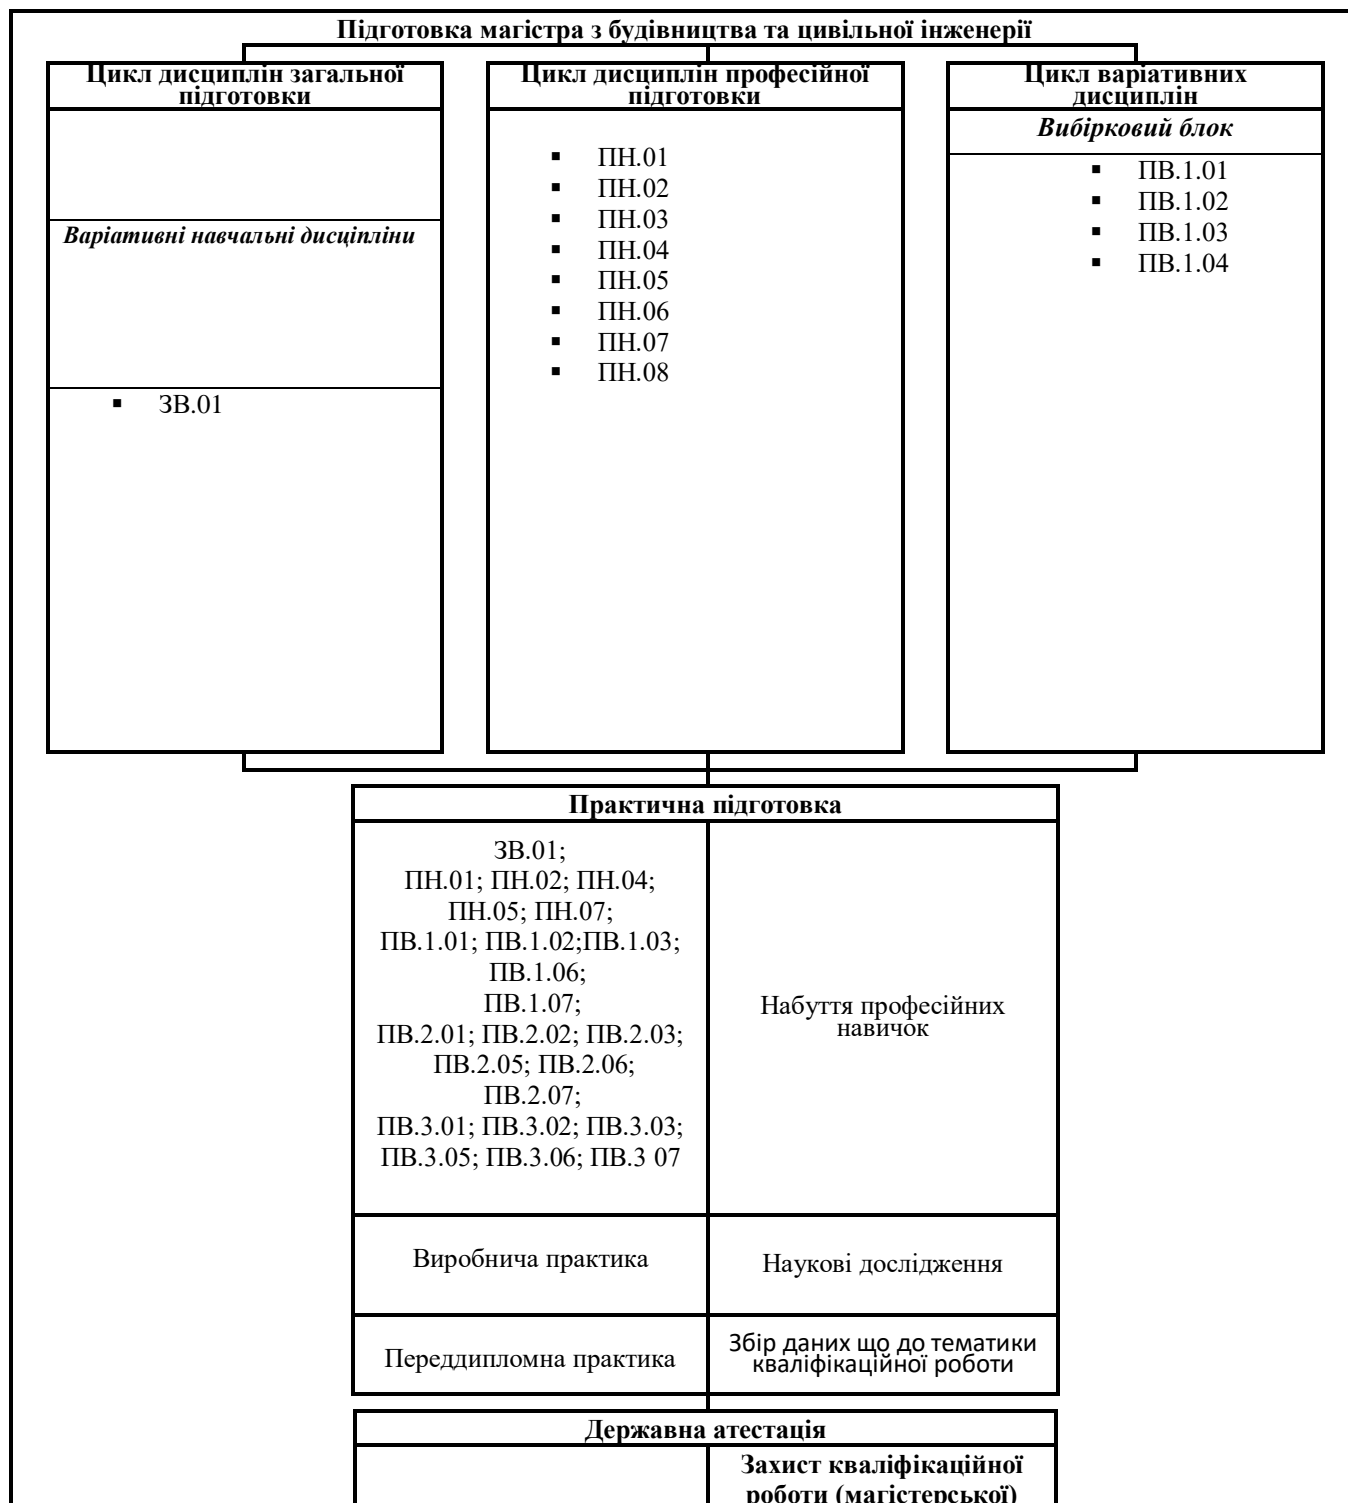 Підготовка магістра з будівництва та цивільної інженерії
Цикл дисциплін загальної
підготовки
Варіативні навчальні дисціпліни
▪ ЗВ.01
Цикл дисциплін професійної
підготовки
▪ ПН.01
▪ ПН.02
▪ ПН.03
▪ ПН.04
▪ ПН.05
▪ ПН.06
▪ ПН.07
▪ ПН.08
Цикл варіативних
дисциплін
Вибірковий блок
▪ ПВ.1.01
▪ ПВ.1.02
▪ ПВ.1.03
▪ ПВ.1.04
Практична підготовка
ЗВ.01;
ПН.01; ПН.02; ПН.04;
ПН.05; ПН.07;
ПВ.1.01; ПВ.1.02;ПВ.1.03;
ПВ.1.06;
ПВ.1.07;
ПВ.2.01; ПВ.2.02; ПВ.2.03;
ПВ.2.05; ПВ.2.06;
ПВ.2.07;
ПВ.3.01; ПВ.3.02; ПВ.3.03;
ПВ.3.05; ПВ.3.06; ПВ.3 07
Набуття професійних
навичок
Виробнича практика
Наукові дослідження
Переддипломна практика
Збір даних що до тематики
кваліфікаційної роботи
Державна атестація
Захист кваліфікаційної
роботи (магістерської)